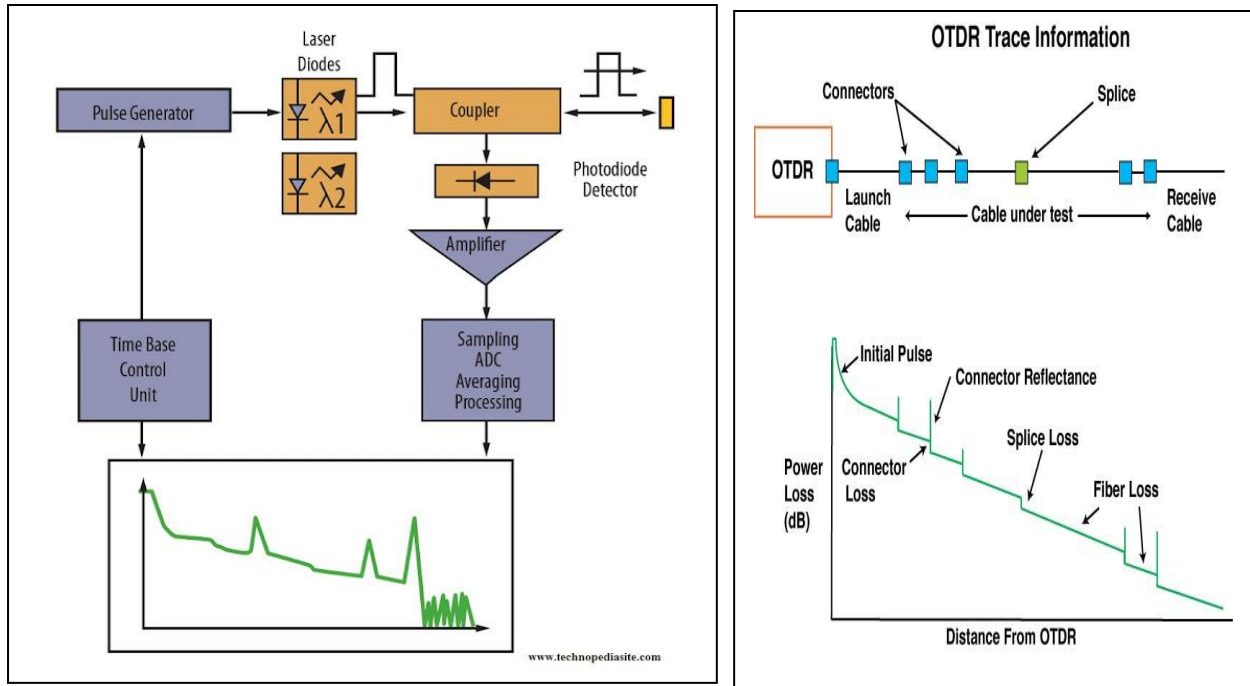 Laser
Diodes
Pulse Generator
λ1
Coupler
λ2
Photodiode
Detector
Amplifier
Time Base
Control
Unit
Sampling
ADC
Averaging
Processing
www.technopediasite.com
OTDR Trace Information
Connectors
Splice
OTDR
Launch
Cable
Cable under test
Receive
Cable
Initial Pulse
Connector Reflectance
Splice Loss
Power
Loss
(dB)
Connector
Loss
Fiber Loss
Distance From OTDR